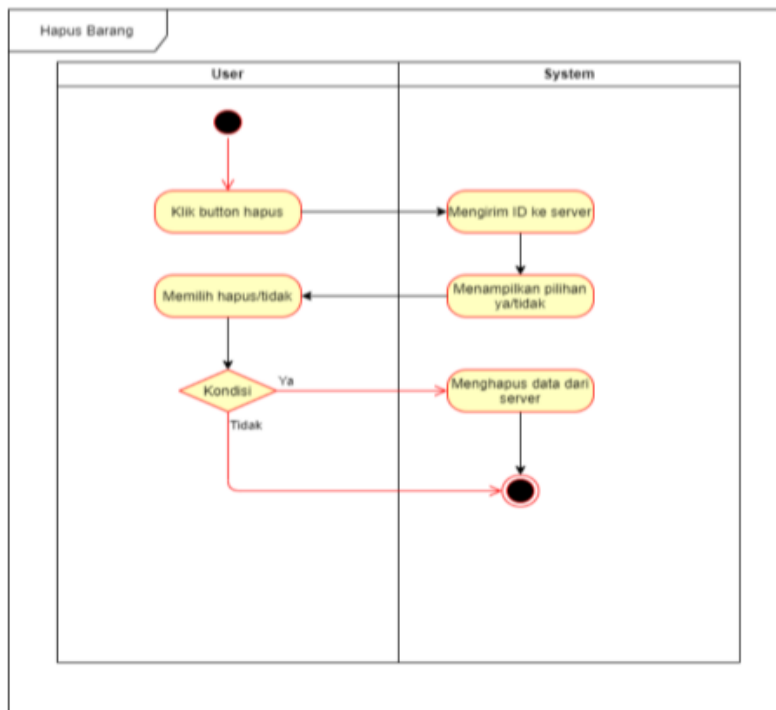 Hapus Barang
User
System
Klik button hapus
Mengirim ID ke server
Memilih hapus/tidak
Menampilkan pilihan
ya/tidak
Kondisi
Ya
Menghapus data dari
server
Tidak